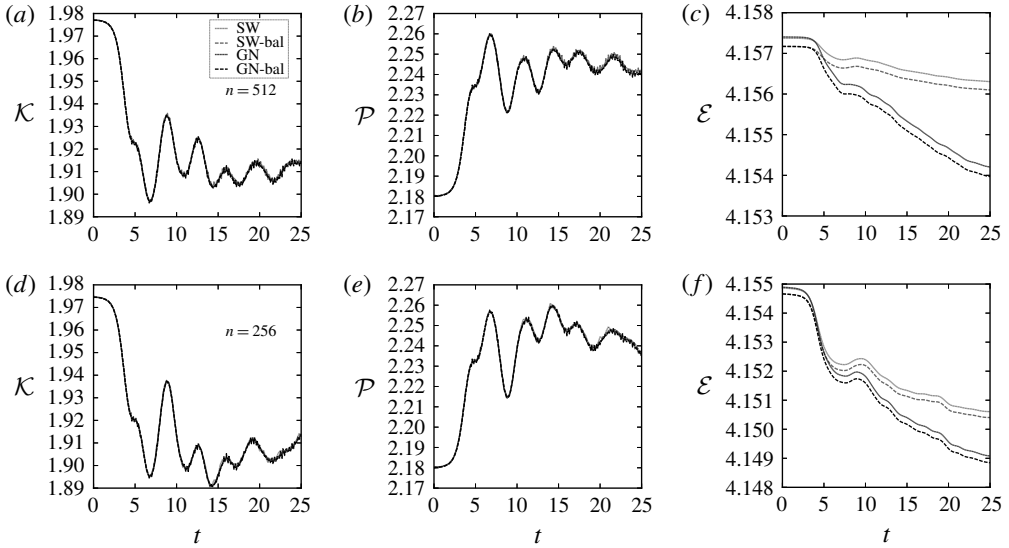 (a)
1.98
1.97
1.96
1.95
1.94
1.93
1.92
1.91
1.90
1.89
K
0 5 10 15 20 25
SW
SW-bal
GN
GN-bal
n = 512
(b)
2.27
2.26
2.25
2.24
2.23
2.22
2.21
2.20
2.19
2.18
2.17
P
0 5 10 15 20 25
(c)
4.158
4.157
4.156
4.155
4.154
4.153
E
0 5 10 15 20 25
(d)
1.98
1.97
1.96
1.95
1.94
1.93
1.92
1.91
1.90
1.89
K
0 5 10 15 20 25
t
n = 256
(e)
2.27
2.26
2.25
2.24
2.23
2.22
2.21
2.20
2.19
2.18
2.17
P
0 5 10 15 20 25
t
(f)
4.155
4.154
4.153
4.152
4.151
4.150
4.149
4.148
E
0 5 10 15 20 25
t